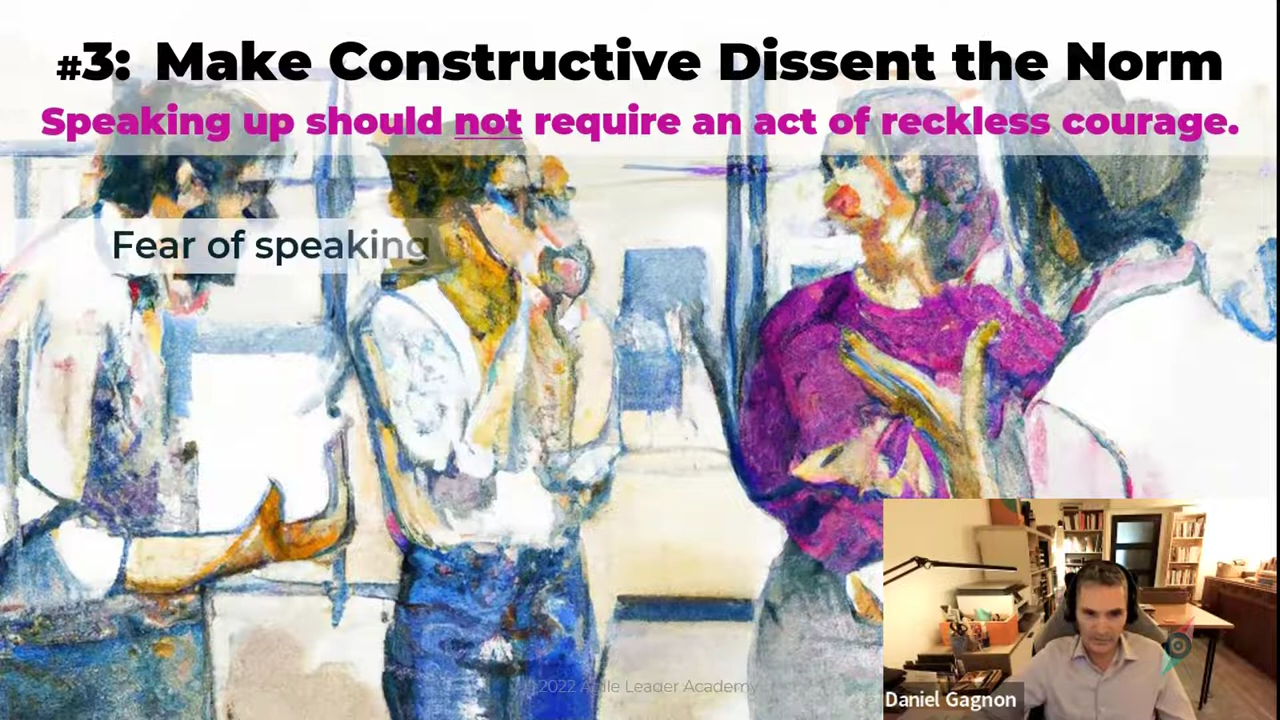 #3: Make Constructive Dissent the Norm
Speaking up should not require an act of reckless courage.
Fear of speaking
©2022 Agile Leader Academy
Daniel Gagnon